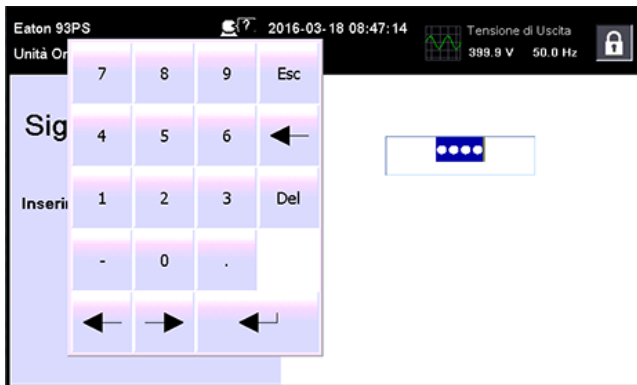 Eaton 93PS 2016-03-18 08:47:14 Tensione di Uscita
Unità On 399.9 V 50.0 Hz
Sig
Inseri
7 8 9 Esc
4 5 6
1 2 3 Del
- 0 .